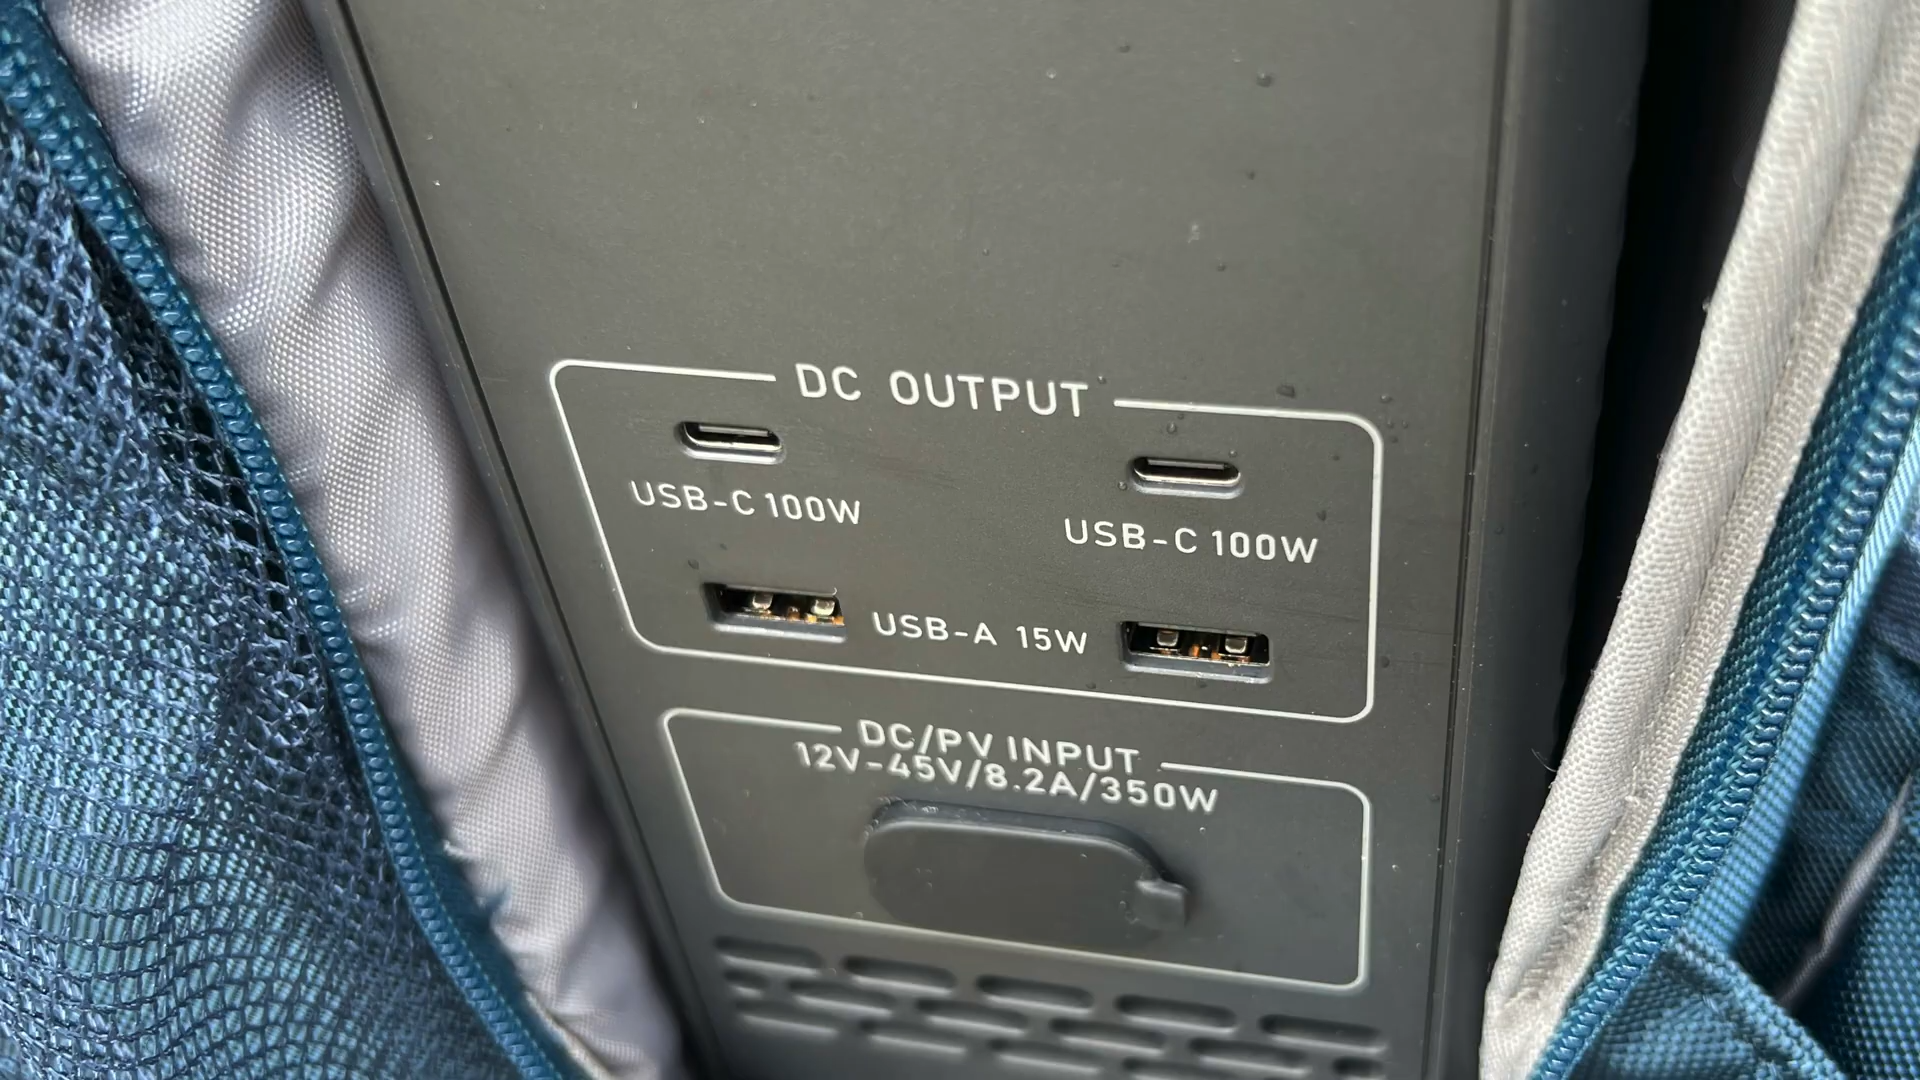 DC OUTPUT
USB-C 100W
USB-C 100W
USB-A 15W
DC/PV INPUT
12V-45V/8.2A/350W